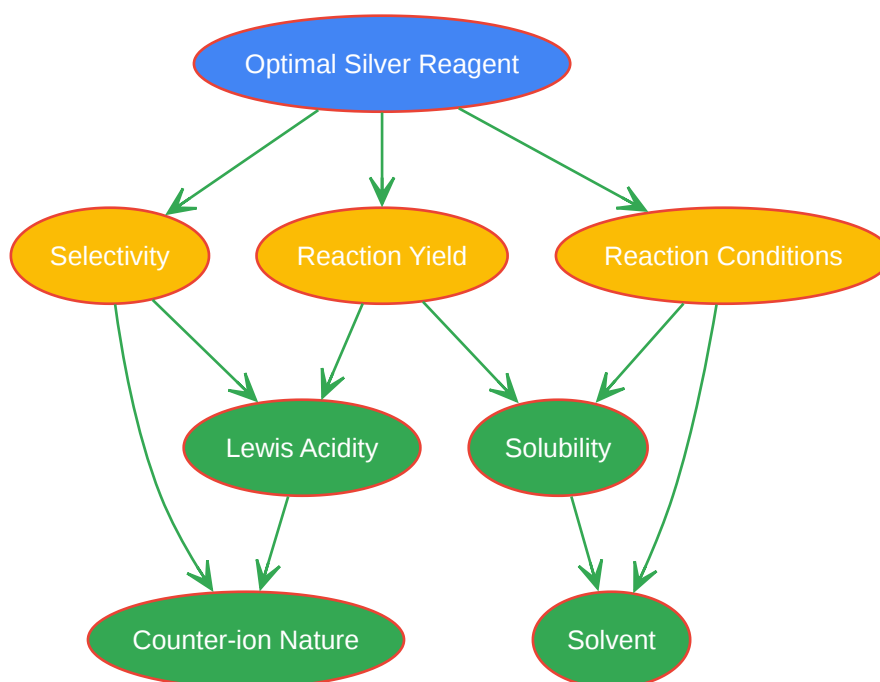 Optimal Silver Reagent
Selectivity
Reaction Yield
Reaction Conditions
Lewis Acidity
Solubility
Counter-ion Nature
Solvent